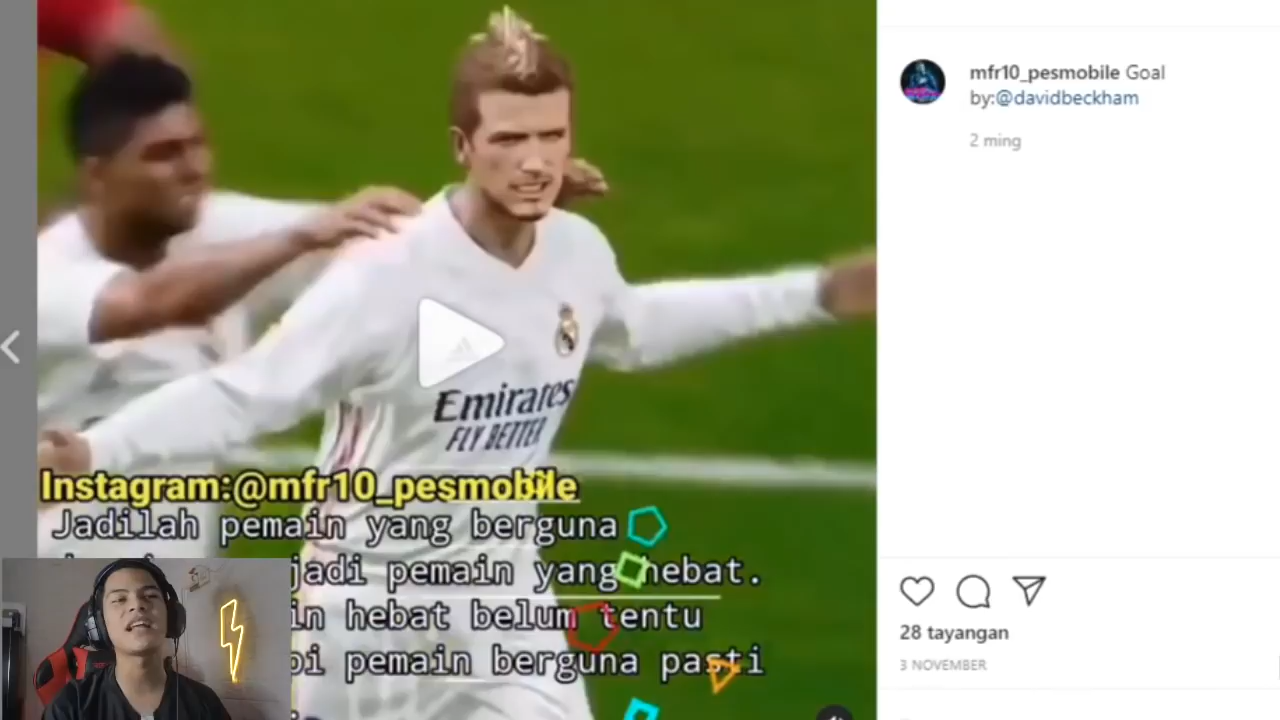 mfr10_pesmobile Goal
by:@davidbeckham
2 ming
Emirates
FLY BETTER
Instagram:@mfr10_pesmobile
Jadilah pemain yang berguna
jadi pemain yang hebat.
hebat belum tentu
pemain berguna pasti
28 tayangan
3 NOVEMBER